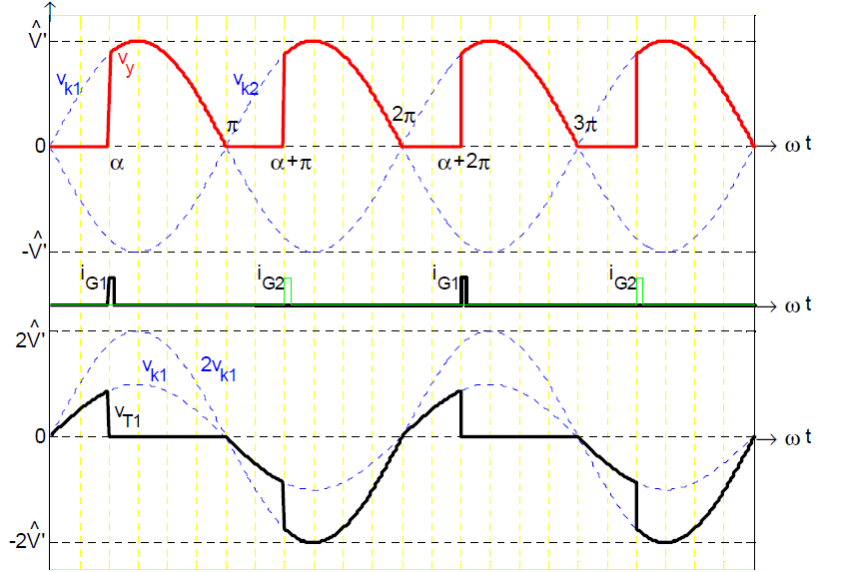 V̂'
v_k1
v_y
v_k2
π
2π
3π
0
ω t
α
α+π
α+2π
-V̂'
i_G1
i_G2
i_G1
i_G2
ω t
2V̂'
v_k1
2v_k1
v_T1
0
ω t
-2V̂'